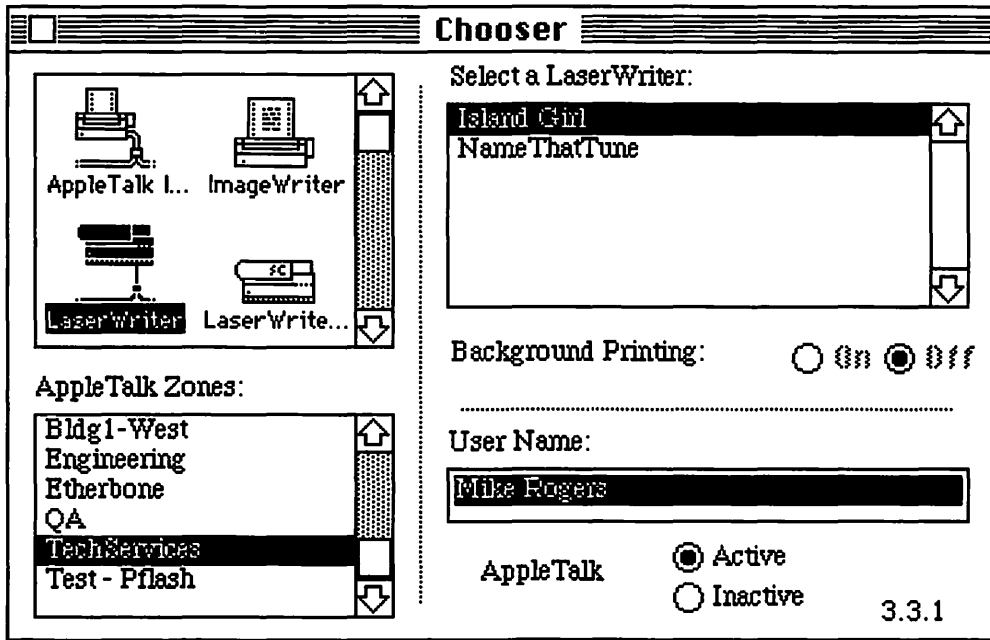 Chooser
AppleTalk I...
ImageWriter
SC
LaserWriter
LaserWrite...
AppleTalk Zones:
Bldg1-West
Engineering
Etherbone
QA
TechServices
Test - Pflash
Select a LaserWriter:
Island Girl
NameThatTune
Background Printing:
On
Off
User Name:
Mike Rogers
AppleTalk
Active
Inactive
3.3.1